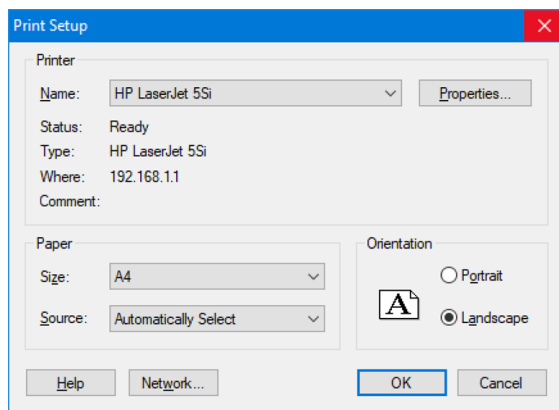 Print Setup
Printer
Name: HP LaserJet 5Si Properties...
Status: Ready
Type: HP LaserJet 5Si
Where: 192.168.1.1
Comment:
Paper
Size: A4
Source: Automatically Select
Orientation
A
Portrait
Landscape
Help Network... OK Cancel